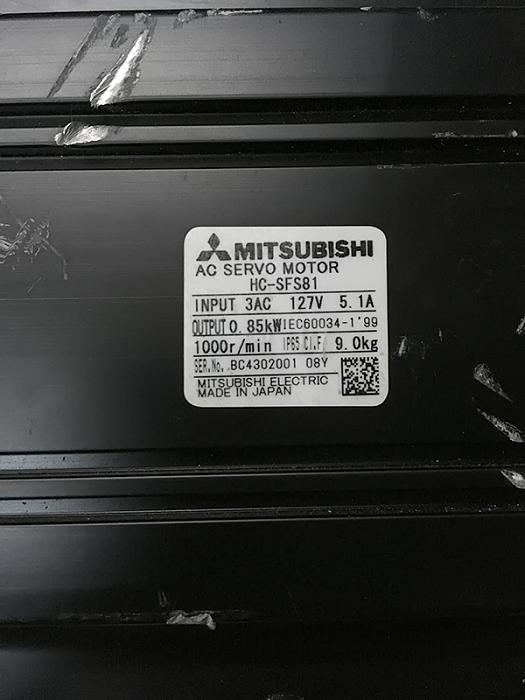 MITSUBISHI
AC SERVO MOTOR
HC-SFS81
INPUT 3AC 127V 5.1A
OUTPUT 0.85kW IEC60034-1'99
1000r/min IP65 Cl.F 9.0kg
SER.No. BC4302001 08Y
MITSUBISHI ELECTRIC
MADE IN JAPAN